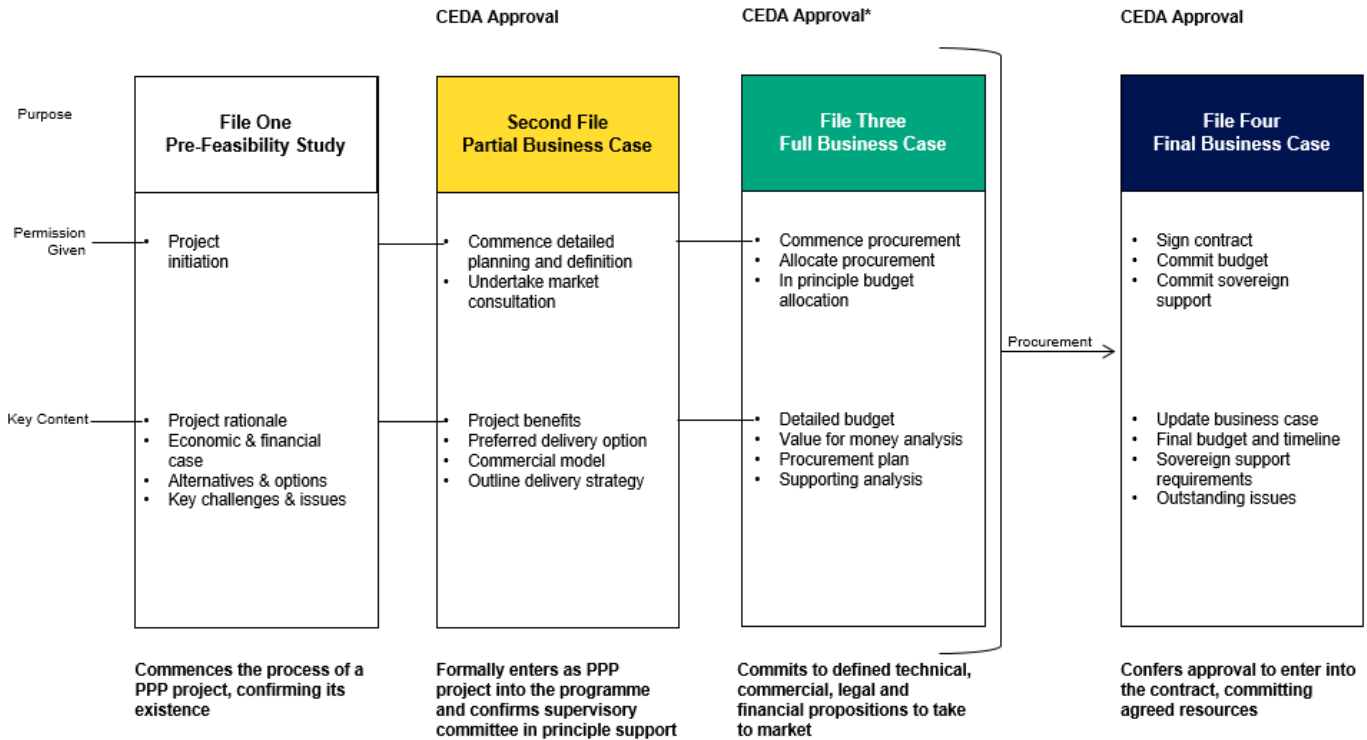 CEDA Approval
CEDA Approval*
CEDA Approval
Purpose
File One
Pre-Feasibility Study
Second File
Partial Business Case
File Three
Full Business Case
File Four
Final Business Case
Permission
Given
• Project
initiation
• Commence detailed
planning and definition
• Undertake market
consultation
• Commence procurement
• Allocate procurement
• In principle budget
allocation
• Sign contract
• Commit budget
• Commit sovereign
support
Procurement
Key Content
• Project rationale
• Economic & financial
case
• Alternatives & options
• Key challenges & issues
• Project benefits
• Preferred delivery option
• Commercial model
• Outline delivery strategy
• Detailed budget
• Value for money analysis
• Procurement plan
• Supporting analysis
• Update business case
• Final budget and timeline
• Sovereign support
requirements
• Outstanding issues
Commences the process of a
PPP project, confirming its
existence
Formally enters as PPP
project into the programme
and confirms supervisory
committee in principle support
Commits to defined technical,
commercial, legal and
financial propositions to take
to market
Confers approval to enter into
the contract, committing
agreed resources